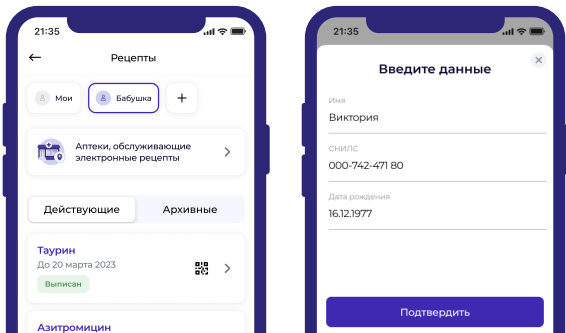 21:35
Рецепты
Мои
Бабушка
+
Аптеки, обслуживающие
электронные рецепты
Действующие
Архивные
Таурин
До 20 марта 2023
Выписан
Азитромицин
21:35
Введите данные
Имя
Виктория
СНИЛС
000-742-471 80
Дата рождения
16.12.1977
Подтвердить